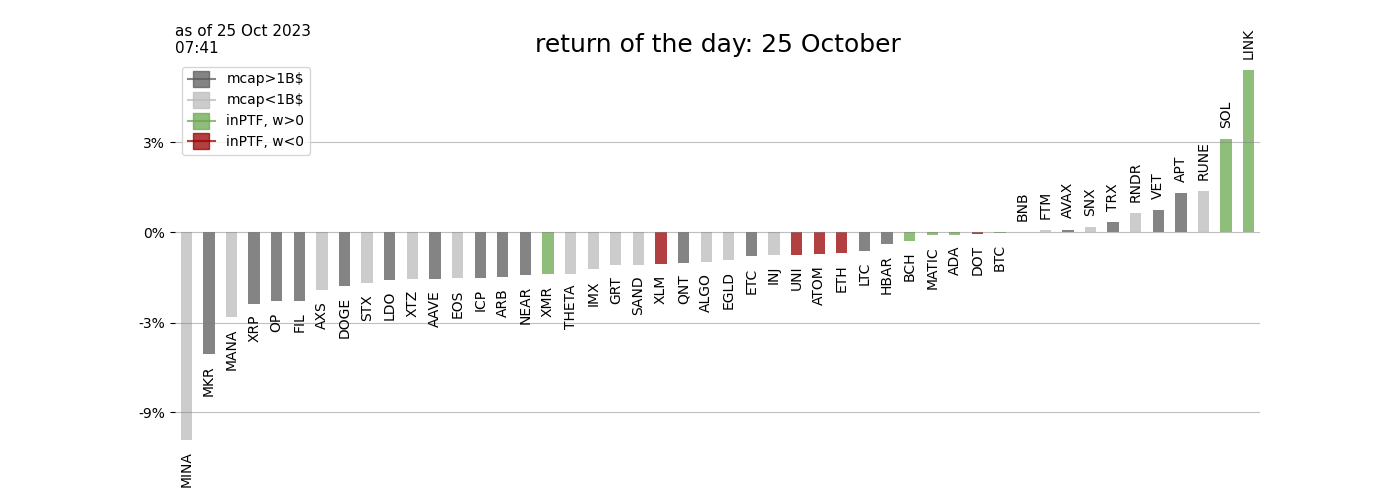 as of 25 Oct 2023
07:41
return of the day: 25 October
mcap>1B$
mcap<1B$
inPTF, w>0
inPTF, w<0
3%
0%
-3%
-9%
MINA
MKR
MANA
XRP
OP
FIL
AXS
DOGE
STX
LDO
XTZ
AAVE
EOS
ICP
ARB
NEAR
XMR
THETA
IMX
GRT
SAND
XLM
QNT
ALGO
EGLD
ETC
INJ
UNI
ATOM
ETH
LTC
HBAR
BCH
MATIC
ADA
DOT
BTC
BNB
FTM
AVAX
SNX
TRX
RNDR
VET
APT
RUNE
SOL
LINK